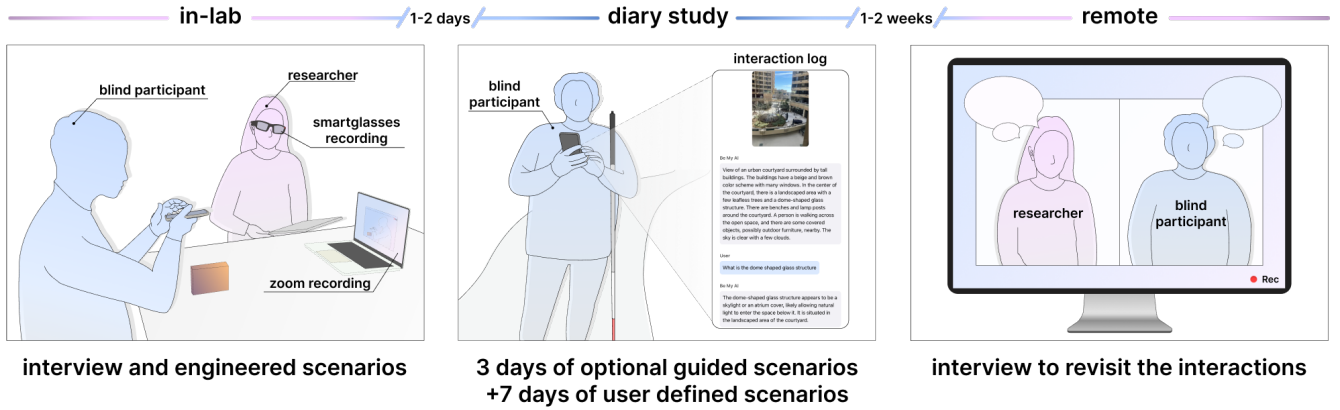 in-lab
1-2 days
diary study
1-2 weeks
remote
blind participant
researcher
smartglasses
recording
zoom recording
interview and engineered scenarios
blind
participant
interaction log
Be My AI
View of an urban courtyard surrounded by tall
buildings. The buildings have a beige and brown
color scheme with many windows. In the center of
the courtyard, there is a landscaped area with a
few leafless trees and a dome-shaped glass
structure. There are benches and lamp posts
around the courtyard. A person is walking across
the open space, and there are some covered
objects, possibly outdoor furniture, nearby. The
sky is clear with a few clouds.
User
What is the dome shaped glass structure
Be My AI
The dome-shaped glass structure appears to be a
skylight or an atrium cover, likely allowing natural
light to enter the space below it. It is situated in
the landscaped area of the courtyard.
3 days of optional guided scenarios
+7 days of user defined scenarios
researcher
blind
participant
Rec
interview to revisit the interactions